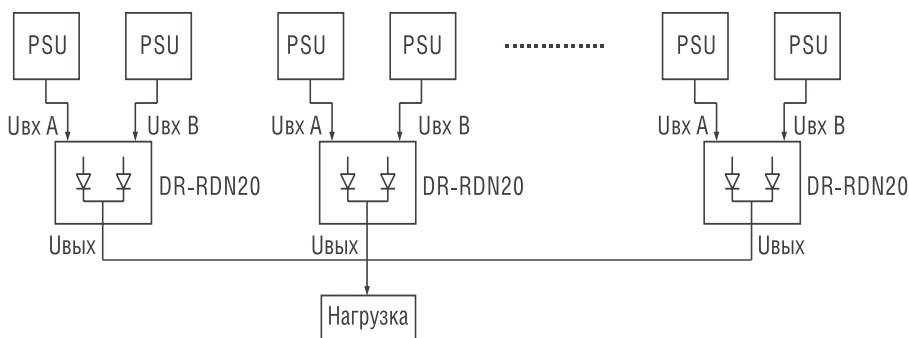 PSU PSU PSU PSU PSU PSU
Uвх A Uвх B Uвх A Uвх B Uвх A Uвх B
DR-RDN20 DR-RDN20 DR-RDN20
Uвых Uвых Uвых
Нагрузка